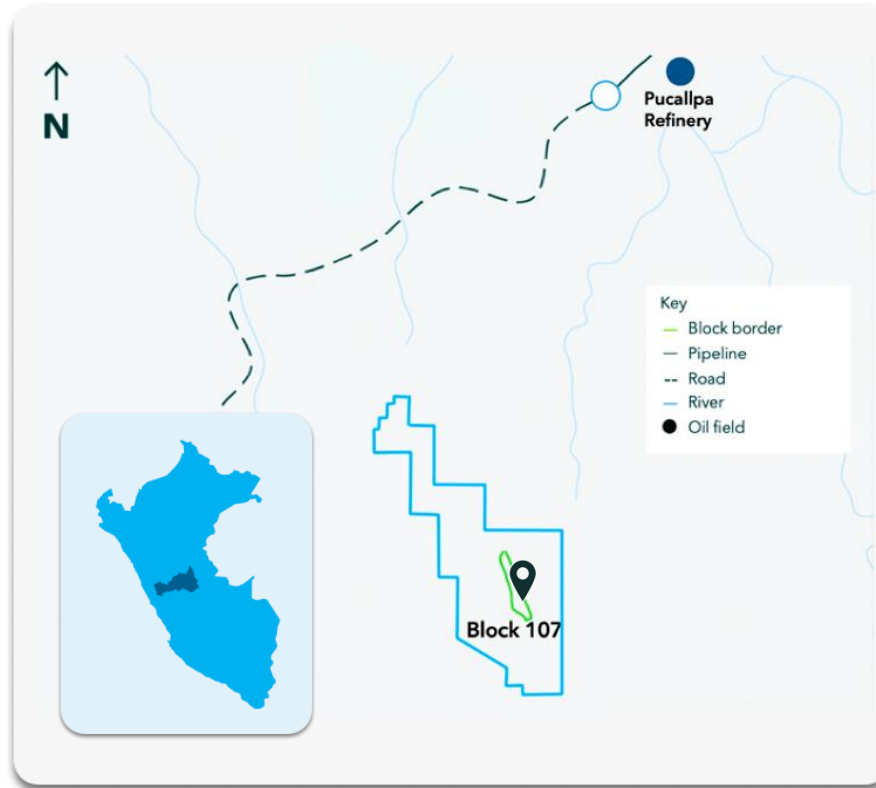 N
Pucallpa
Refinery
Key
Block border
Pipeline
Road
River
Oil field
Block 107